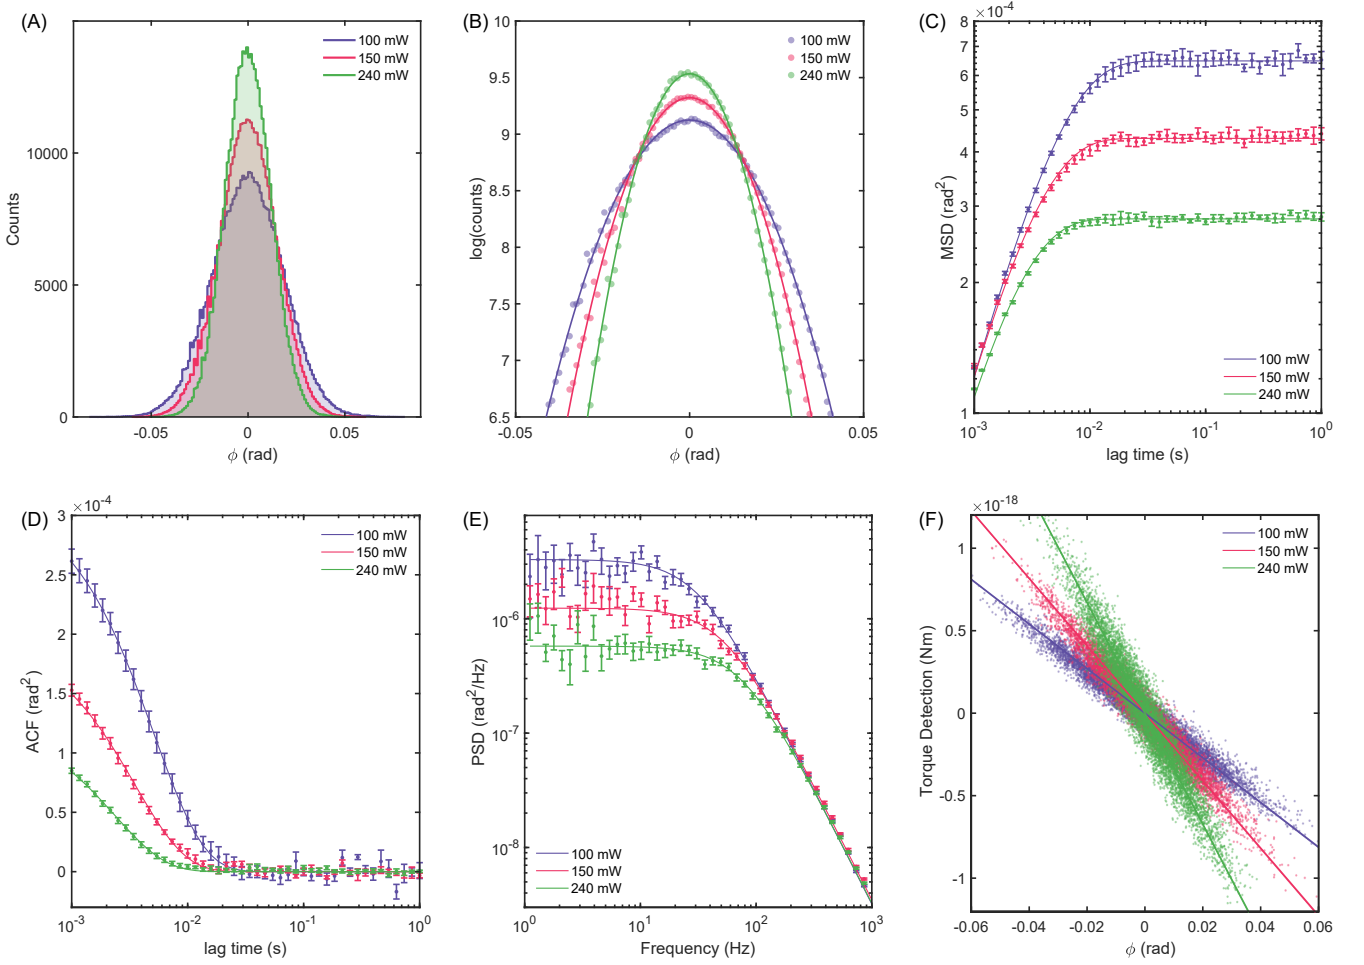 (A)
100 mW
150 mW
240 mW
Counts
10000
5000
0
-0.05
0
0.05
ϕ (rad)
(B)
100 mW
150 mW
240 mW
log(counts)
10
9.5
9
8.5
8
7.5
7
6.5
-0.05
0
0.05
ϕ (rad)
(C)
×10⁻⁴
8
7
6
5
4
3
2
1
MSD (rad²)
100 mW
150 mW
240 mW
10⁻³
10⁻²
10⁻¹
10⁰
lag time (s)
(D)
×10⁻⁴
3
2.5
2
1.5
1
0.5
0
ACF (rad²)
100 mW
150 mW
240 mW
10⁻³
10⁻²
10⁻¹
10⁰
lag time (s)
(E)
PSD (rad²/Hz)
10⁻⁶
10⁻⁷
10⁻⁸
100 mW
150 mW
240 mW
10⁰
10¹
10²
10³
Frequency (Hz)
(F)
×10⁻¹⁸
1
0.5
0
-0.5
-1
Torque Detection (Nm)
100 mW
150 mW
240 mW
-0.06
-0.04
-0.02
0
0.02
0.04
0.06
ϕ (rad)